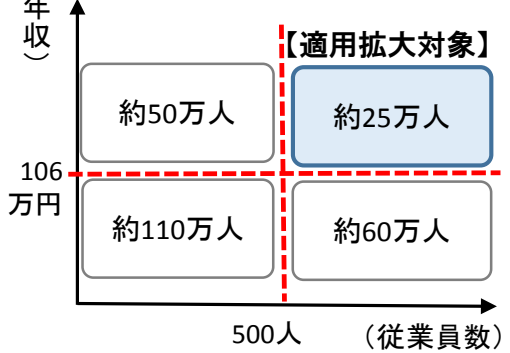 年収）
【適用拡大対象】
約50万人
約25万人
106
万円
約110万人
約60万人
500人
（従業員数）